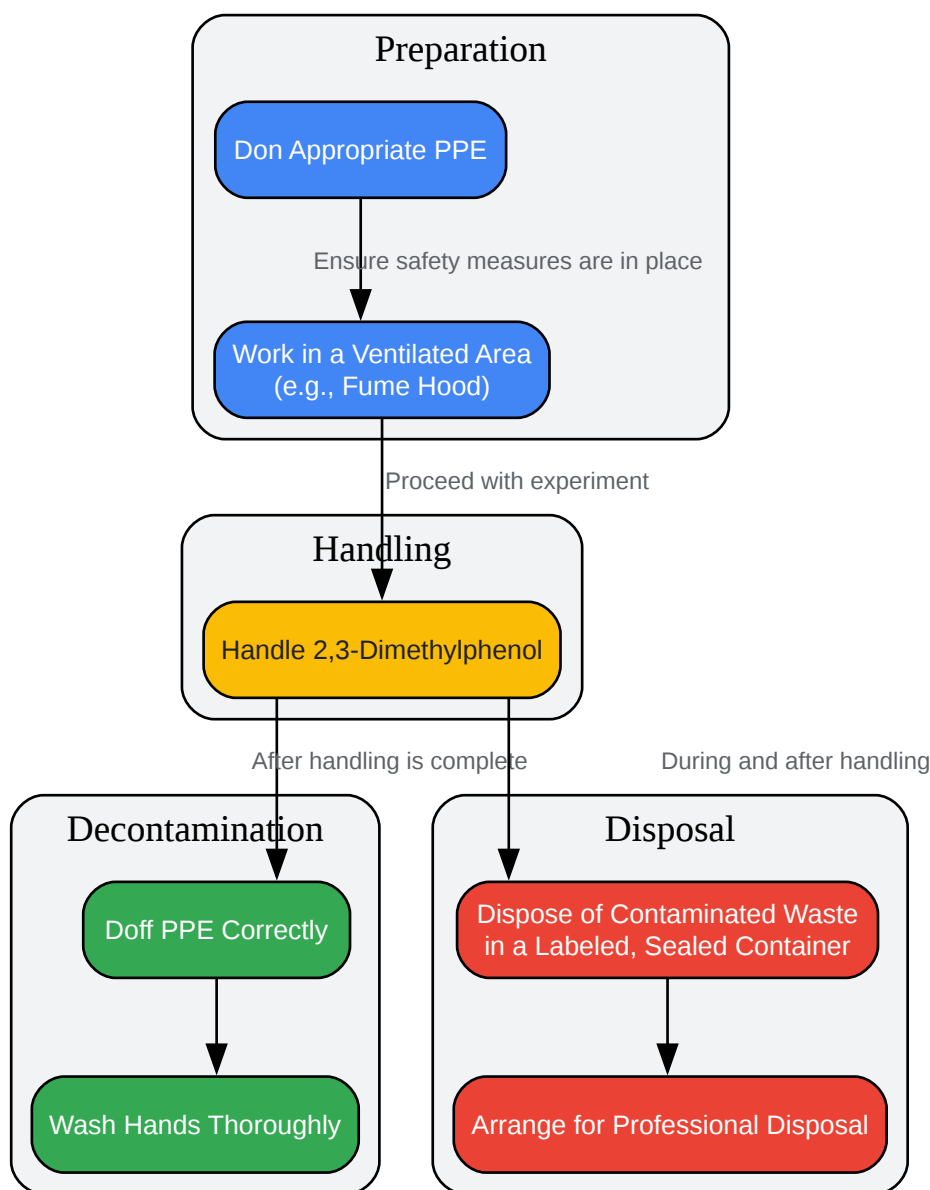 Preparation
Don Appropriate PPE
Ensure safety measures are in place
Work in a Ventilated Area
(e.g., Fume Hood)
Proceed with experiment
Handling
Handle 2,3-Dimethylphenol
After handling is complete
During and after handling
Decontamination
Doff PPE Correctly
Wash Hands Thoroughly
Disposal
Dispose of Contaminated Waste
in a Labeled, Sealed Container
Arrange for Professional Disposal